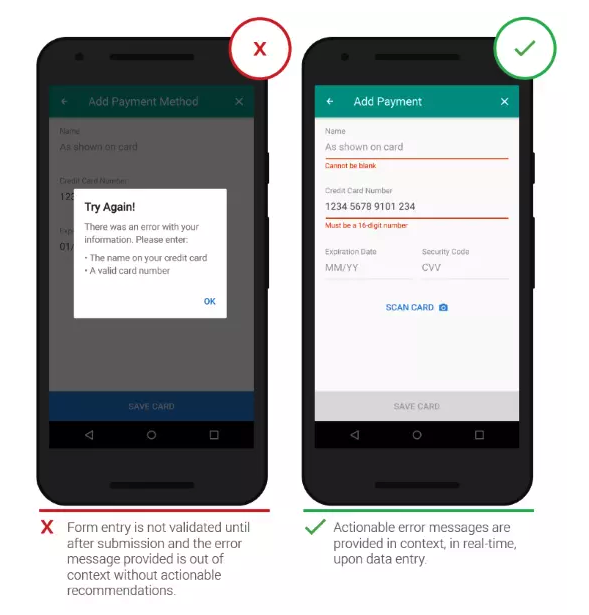 X
Add Payment Method
Name
As shown on card
Credit Card Number
123
Try Again!
There was an error with your
information. Please enter:
• The name on your credit card
• A valid card number
OK
01/
SAVE CARD
X Form entry is not validated until
after submission and the error
message provided is out of
context without actionable
recommendations.
Add Payment
Name
As shown on card
Cannot be blank
Credit Card Number
1234 5678 9101 234
Must be a 16-digit number
Expiration Date Security Code
MM/YY CVV
SCAN CARD
SAVE CARD
Actionable error messages are
provided in context, in real-time,
upon data entry.